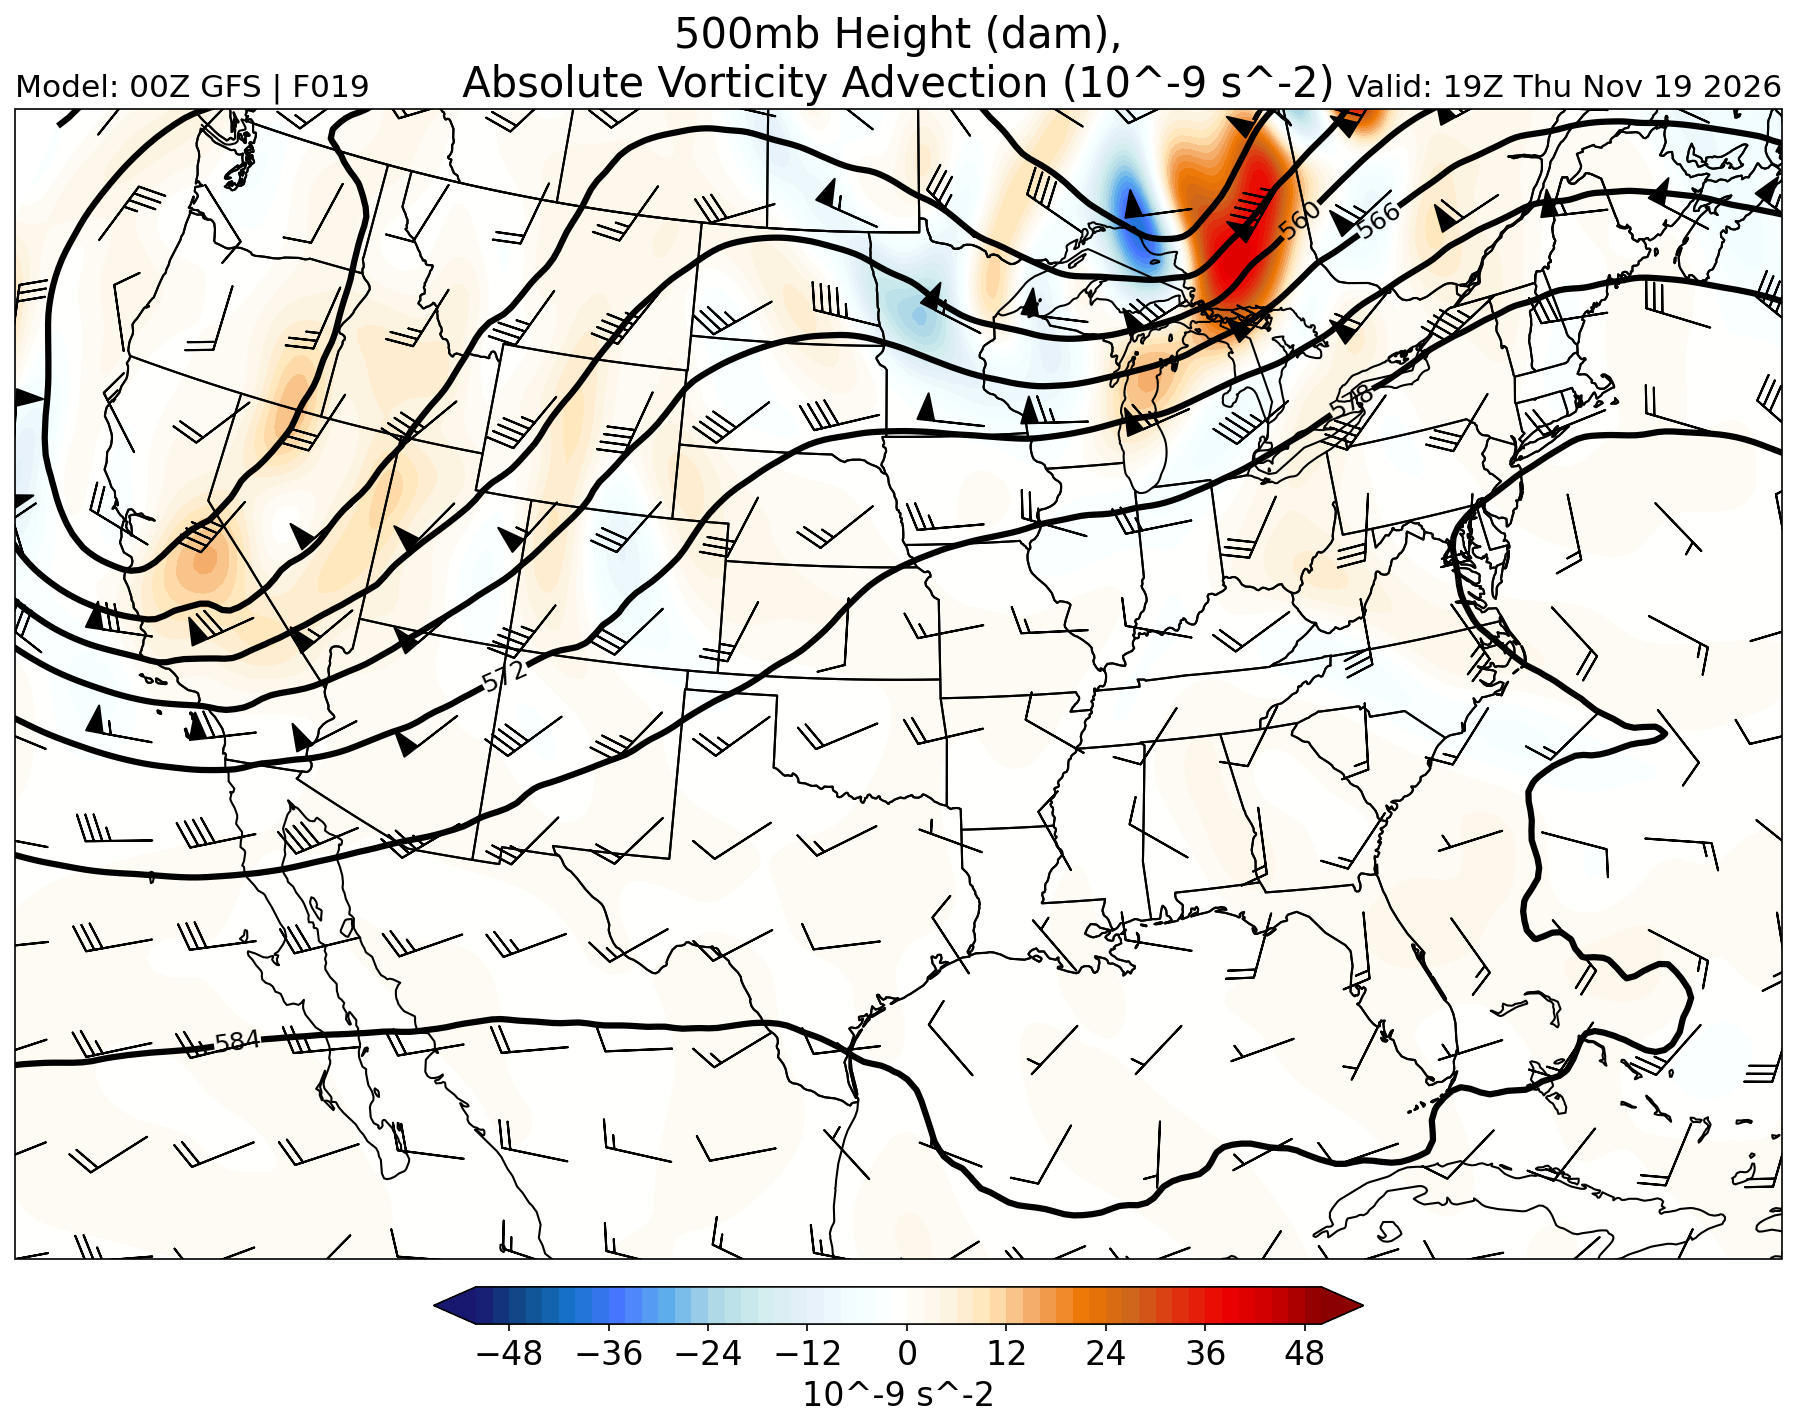 500mb Height (dam),
Model: 00Z GFS | F019
Absolute Vorticity Advection (10^-9 s^-2)
Valid: 19Z Thu Nov 19 2026
560
566
578
572
584
−48
−36
−24
−12
0
12
24
36
48
10^-9 s^-2